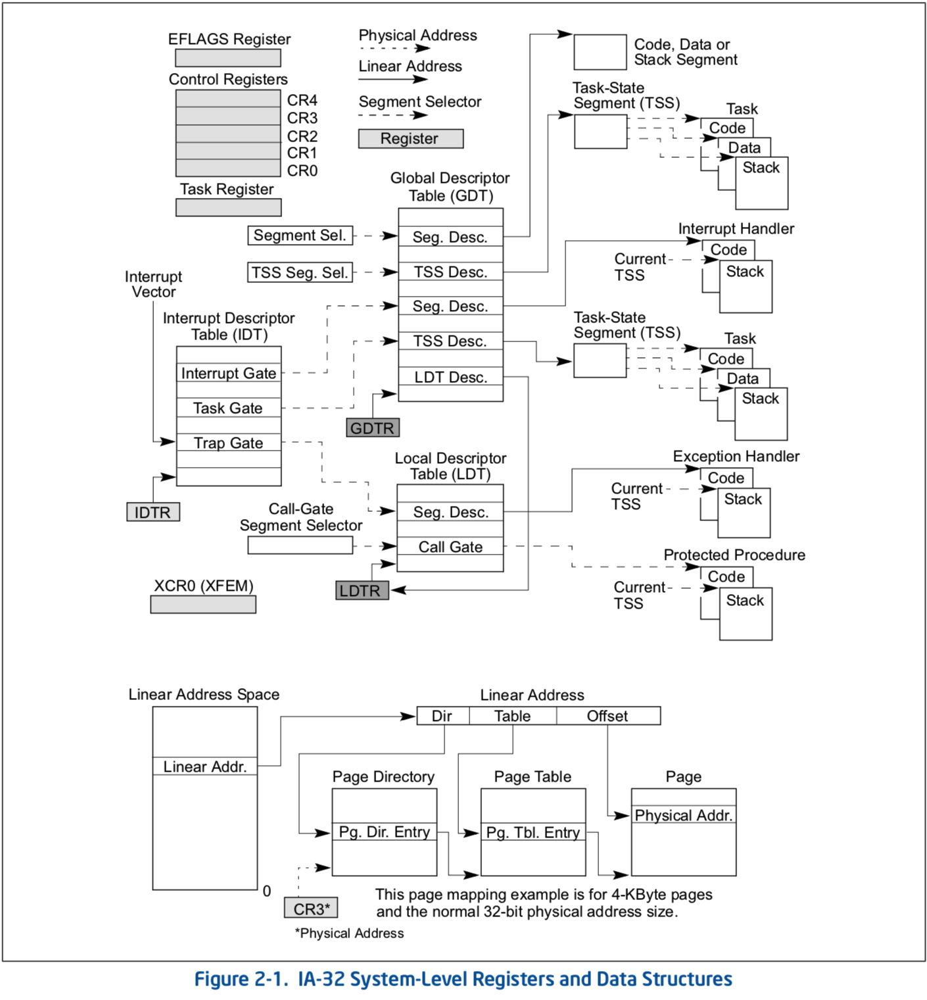 EFLAGS Register
Control Registers
CR4
CR3
CR2
CR1
CR0
Task Register
Physical Address
Linear Address
Segment Selector
Register
Code, Data or
Stack Segment
Task-State
Segment (TSS)
Task
Code
Data
Stack
Global Descriptor
Table (GDT)
Segment Sel.
Seg. Desc.
TSS Seg. Sel.
TSS Desc.
Seg. Desc.
TSS Desc.
LDT Desc.
GDTR
Interrupt Handler
Code
Current
TSS
Stack
Interrupt
Vector
Interrupt Descriptor
Table (IDT)
Interrupt Gate
Task Gate
Trap Gate
IDTR
Task-State
Segment (TSS)
Task
Code
Data
Stack
Local Descriptor
Table (LDT)
Seg. Desc.
Call-Gate
Segment Selector
Call Gate
LDTR
Exception Handler
Code
Current
TSS
Stack
Protected Procedure
Code
Current
TSS
Stack
XCR0 (XFEM)
Linear Address Space
Linear Addr.
0
Linear Address
Dir
Table
Offset
Page Directory
Pg. Dir. Entry
Page Table
Pg. Tbl. Entry
Page
Physical Addr.
CR3*
*Physical Address
This page mapping example is for 4-KByte pages
and the normal 32-bit physical address size.
Figure 2-1. IA-32 System-Level Registers and Data Structures